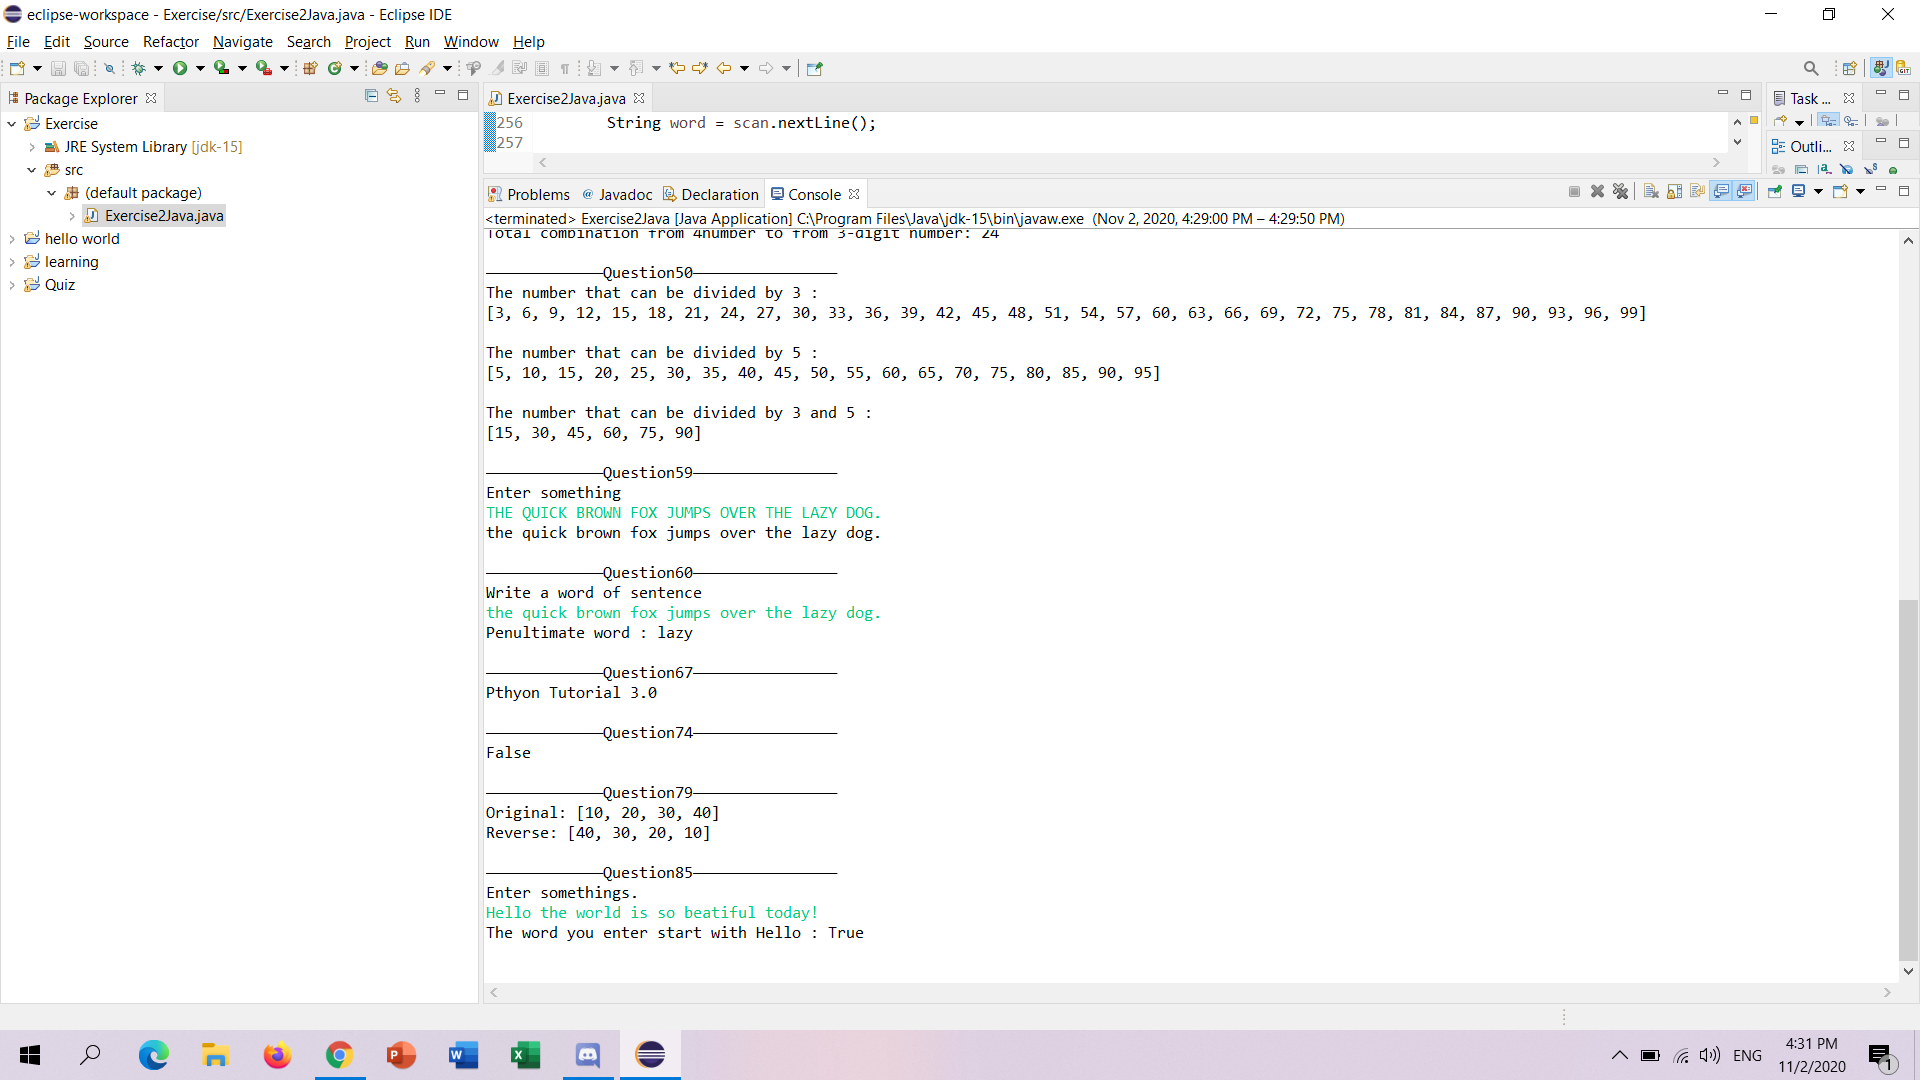 eclipse-workspace - Exercise/src/Exercise2Java.java - Eclipse IDE
File Edit Source Refactor Navigate Search Project Run Window Help
Package Explorer
Exercise
JRE System Library [jdk-15]
src
(default package)
Exercise2Java.java
hello world
learning
Quiz
Exercise2Java.java
256 String word = scan.nextLine();
257
Task ...
Outli...
Problems Javadoc Declaration Console
<terminated> Exercise2Java [Java Application] C:\Program Files\Java\jdk-15\bin\javaw.exe (Nov 2, 2020, 4:29:00 PM – 4:29:50 PM)
Total combination from 4number to from 3-digit number: 24
—————————————Question50————————————————
The number that can be divided by 3 :
[3, 6, 9, 12, 15, 18, 21, 24, 27, 30, 33, 36, 39, 42, 45, 48, 51, 54, 57, 60, 63, 66, 69, 72, 75, 78, 81, 84, 87, 90, 93, 96, 99]
The number that can be divided by 5 :
[5, 10, 15, 20, 25, 30, 35, 40, 45, 50, 55, 60, 65, 70, 75, 80, 85, 90, 95]
The number that can be divided by 3 and 5 :
[15, 30, 45, 60, 75, 90]
—————————————Question59————————————————
Enter something
THE QUICK BROWN FOX JUMPS OVER THE LAZY DOG.
the quick brown fox jumps over the lazy dog.
—————————————Question60————————————————
Write a word of sentence
the quick brown fox jumps over the lazy dog.
Penultimate word : lazy
—————————————Question67————————————————
Pthyon Tutorial 3.0
—————————————Question74————————————————
False
—————————————Question79————————————————
Original: [10, 20, 30, 40]
Reverse: [40, 30, 20, 10]
—————————————Question85————————————————
Enter somethings.
Hello the world is so beatiful today!
The word you enter start with Hello : True
ENG
4:31 PM
11/2/2020
1